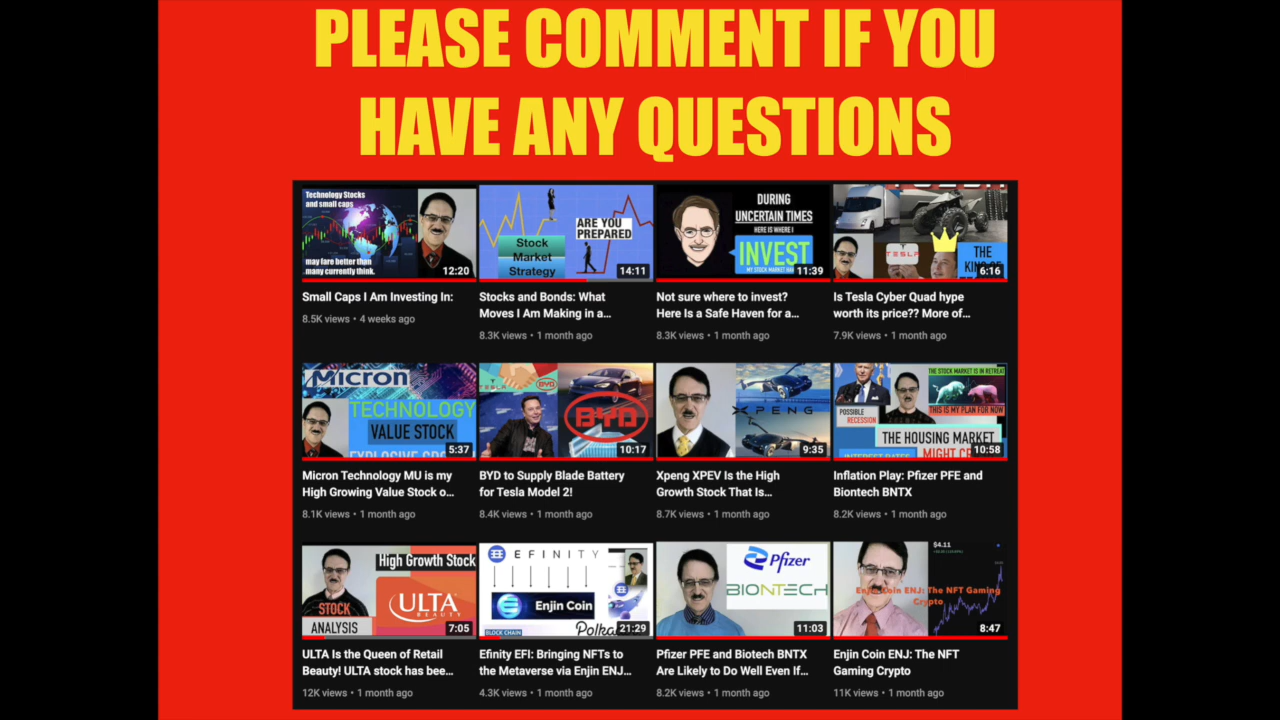 PLEASE COMMENT IF YOU
HAVE ANY QUESTIONS
Technology Stocks
and small caps
may fare better than
many currently think.
12:20
ARE YOU
PREPARED
Stock
Market
Strategy
14:11
DURING
UNCERTAIN TIMES
HERE IS WHERE I
INVEST
11:39
TESLA
THE
6:16
Small Caps I Am Investing In:
8.5K views • 4 weeks ago
Stocks and Bonds: What
Moves I Am Making in a...
8.3K views • 1 month ago
Not sure where to invest?
Here Is a Safe Haven for a...
8.3K views • 1 month ago
Is Tesla Cyber Quad hype
worth its price?? More of...
7.9K views • 1 month ago
Micron
TECHNOLOGY
VALUE STOCK
5:37
TESLA
BYD
BYD
10:17
XPENG
9:35
THE STOCK MARKET IS IN RETREAT
THIS IS MY PLAN FOR NOW
POSSIBLE
RECESSION
THE HOUSING MARKET
MIGHT
10:58
Micron Technology MU is my
High Growing Value Stock o...
8.1K views • 1 month ago
BYD to Supply Blade Battery
for Tesla Model 2!
8.4K views • 1 month ago
Xpeng XPEV Is the High
Growth Stock That Is...
8.7K views • 1 month ago
Inflation Play: Pfizer PFE and
Biontech BNTX
8.2K views • 1 month ago
High Growth Stock
ULTA
BEAUTY
STOCK
ANALYSIS
7:05
EFINITY
Enjin Coin
BLOCK CHAIN
Polka
21:29
Pfizer
BIONTECH
11:03
$4.11
Enjin Coin ENJ: The NFT Gaming
Crypto
8:47
ULTA Is the Queen of Retail
Beauty! ULTA stock has bee...
12K views • 1 month ago
Efinity EFI: Bringing NFTs to
the Metaverse via Enjin ENJ...
4.3K views • 1 month ago
Pfizer PFE and Biotech BNTX
Are Likely to Do Well Even If...
8.2K views • 1 month ago
Enjin Coin ENJ: The NFT
Gaming Crypto
11K views • 1 month ago